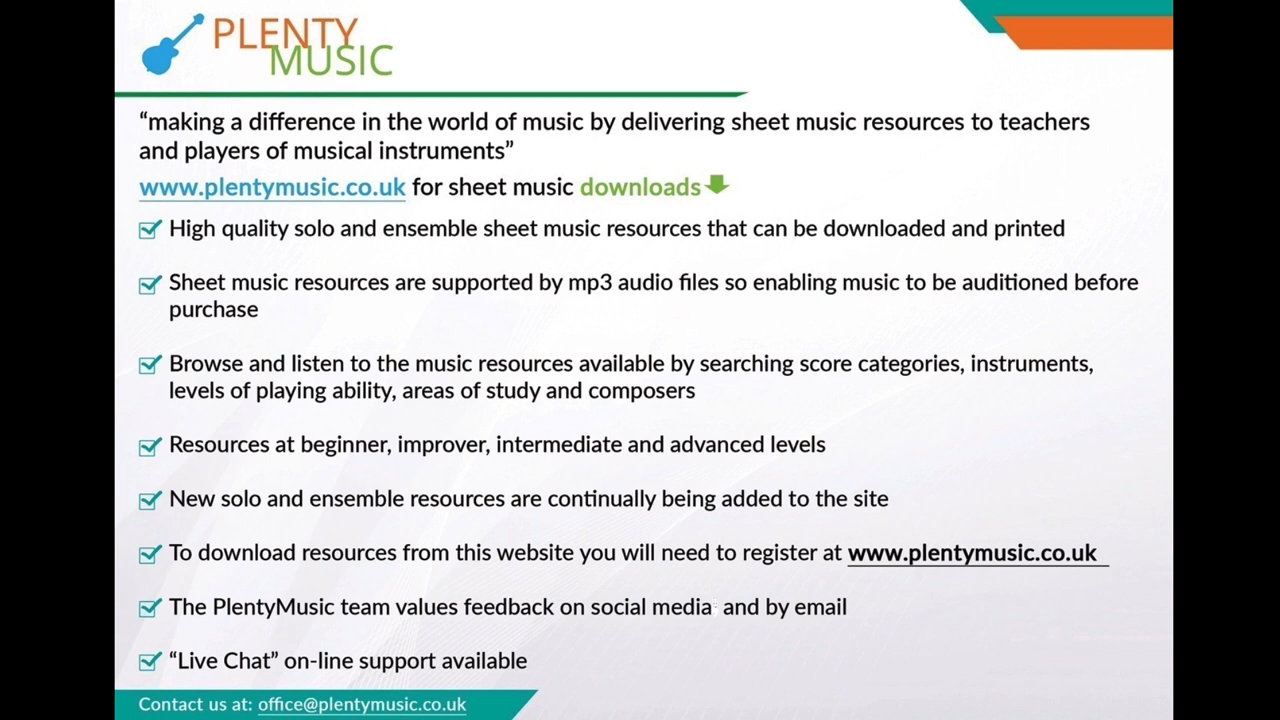 PLENTY
MUSIC
“making a difference in the world of music by delivering sheet music resources to teachers
and players of musical instruments”
www.plentymusic.co.uk for sheet music downloads
High quality solo and ensemble sheet music resources that can be downloaded and printed
Sheet music resources are supported by mp3 audio files so enabling music to be auditioned before
purchase
Browse and listen to the music resources available by searching score categories, instruments,
levels of playing ability, areas of study and composers
Resources at beginner, improver, intermediate and advanced levels
New solo and ensemble resources are continually being added to the site
To download resources from this website you will need to register at www.plentymusic.co.uk
The PlentyMusic team values feedback on social media and by email
“Live Chat” on-line support available
Contact us at: office@plentymusic.co.uk